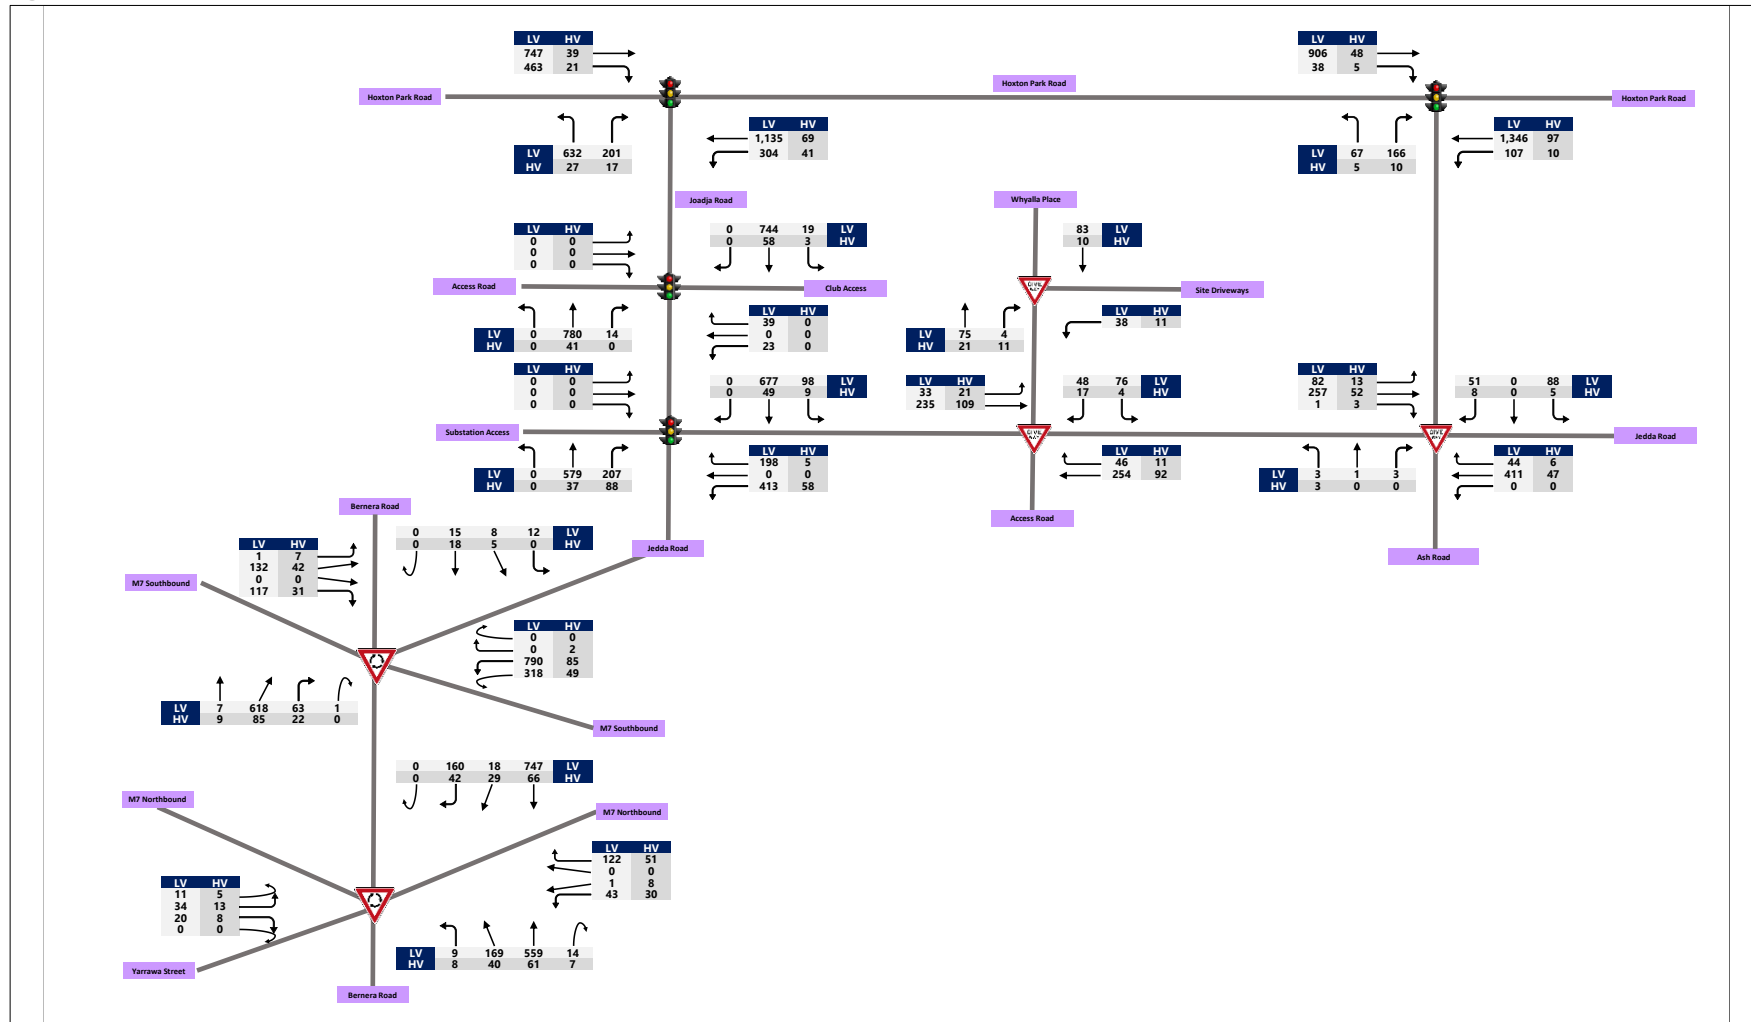 LV HV
747 39
463 21
LV HV
906 48
38 5
Hoxton Park Road
Hoxton Park Road
Hoxton Park Road
LV 632 201
HV 27 17
LV HV
1,135 69
304 41
LV 67 166
HV 5 10
LV HV
1,346 97
107 10
Joadja Road
Whyalla Place
LV HV
0 0
0 0
0 0
0 744 19 LV
0 58 3 HV
83 LV
10 HV
Access Road
Club Access
GIVE
WAY
Site Driveways
LV 0 780 14
HV 0 41 0
LV HV
39 0
0 0
23 0
LV 75 4
HV 21 11
LV HV
38 11
LV HV
0 0
0 0
0 0
0 677 98 LV
0 49 9 HV
LV HV
33 21
235 109
48 76 LV
17 4 HV
LV HV
82 13
257 52
1 3
51 0 88 LV
8 0 5 HV
Substation Access
GIVE
WAY
GIVE
WAY
Jedda Road
LV 0 579 207
HV 0 37 88
LV HV
198 5
0 0
413 58
LV HV
46 11
254 92
LV 3 1 3
HV 3 0 0
LV HV
44 6
411 47
0 0
Bernera Road
Access Road
0 15 8 12 LV
0 18 5 0 HV
Jedda Road
Ash Road
LV HV
1 7
132 42
0 0
117 31
M7 Southbound
LV HV
0 0
0 2
790 85
318 49
LV 7 618 63 1
HV 9 85 22 0
M7 Southbound
0 160 18 747 LV
0 42 29 66 HV
M7 Northbound
M7 Northbound
LV HV
122 51
0 0
1 8
43 30
LV HV
11 5
34 13
20 8
0 0
LV 9 169 559 14
HV 8 40 61 7
Yarrawa Street
Bernera Road